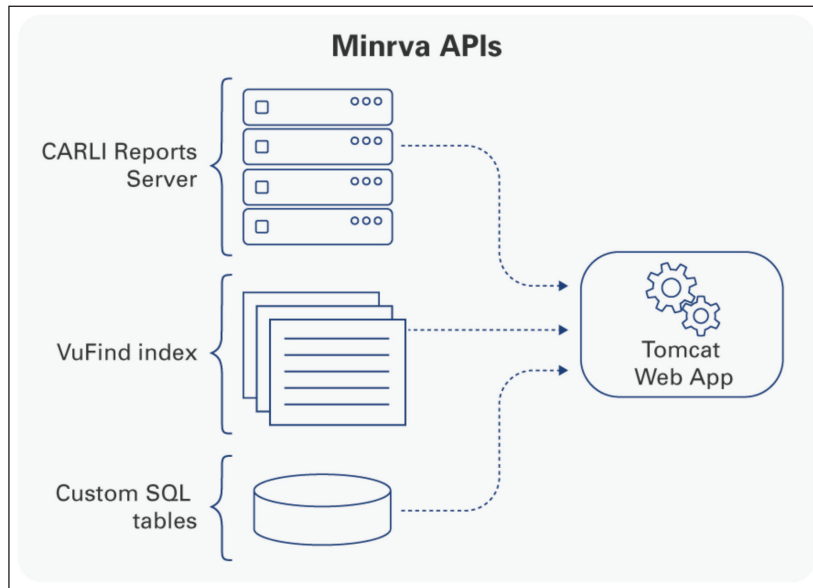 Minrva APIs
CARLI Reports
Server
VuFind index
Custom SQL
tables
Tomcat
Web App